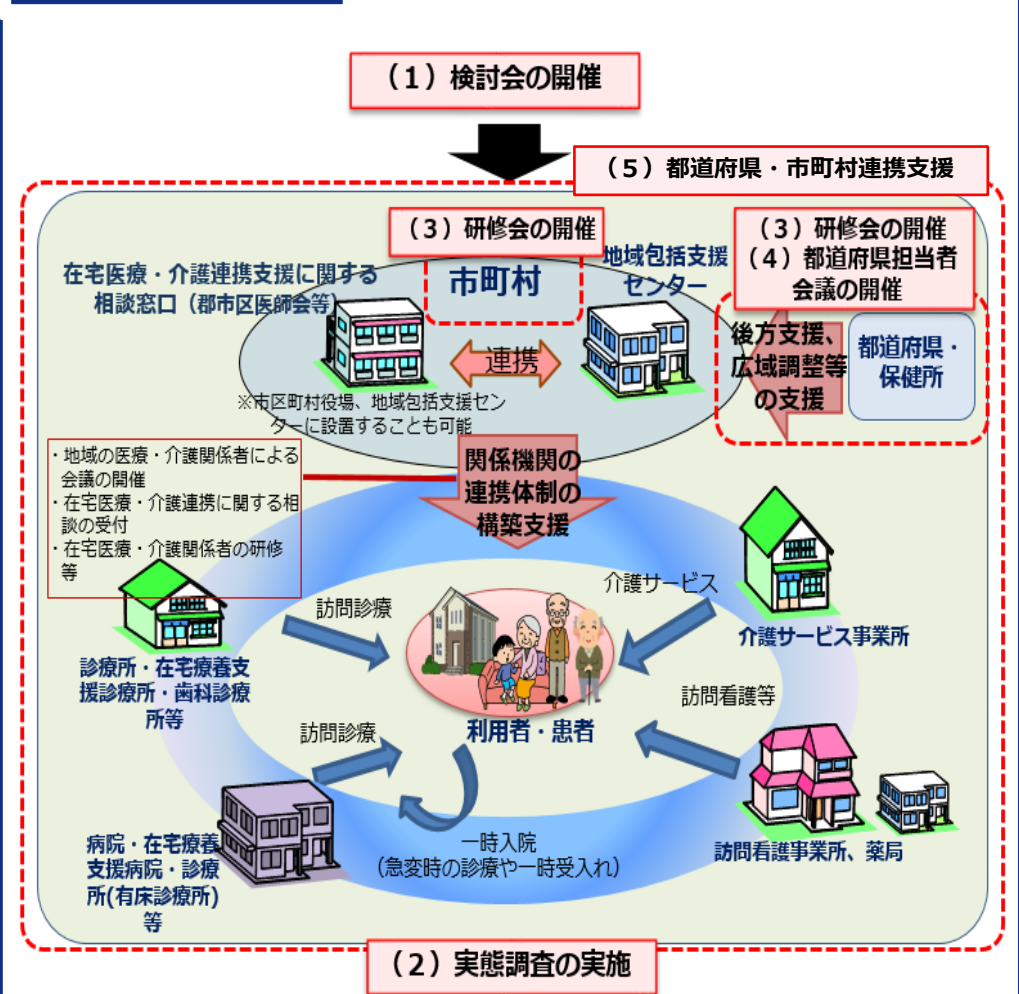 (1)検討会の開催
(5)都道府県・市町村連携支援
(3)研修会の開催
(3)研修会の開催
(4)都道府県担当者
会議の開催
在宅医療・介護連携支援に関する
相談窓口(郡市区医師会等)
市町村
地域包括支援
センター
連携
後方支援、
広域調整等
の支援
都道府県・
保健所
※市区町村役場、地域包括支援セン
ターに設置することも可能
・地域の医療・介護関係者による
会議の開催
・在宅医療・介護連携に関する相
談の受付
・在宅医療・介護関係者の研修
等
関係機関の
連携体制の
構築支援
訪問診療
介護サービス
介護サービス事業所
診療所・在宅療養支
援診療所・歯科診療
所等
訪問看護等
利用者・患者
訪問診療
病院・在宅療養
支援病院・診療
所(有床診療所)
等
一時入院
(急変時の診療や一時受入れ)
訪問看護事業所、薬局
(2)実態調査の実施